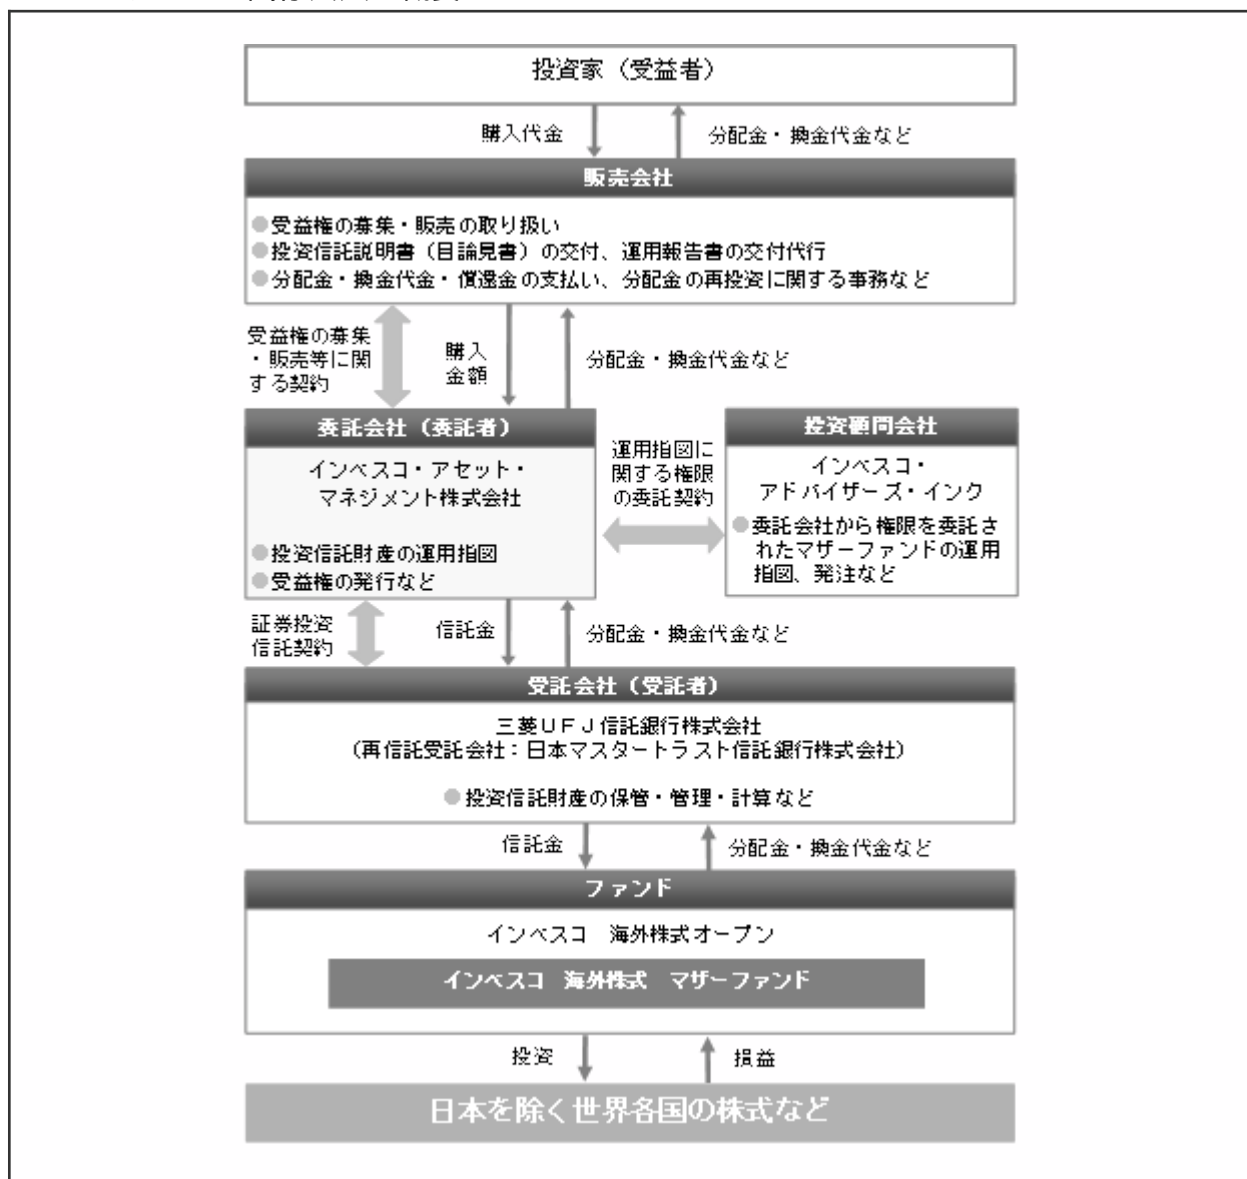 投資家（受益者）
購入代金
分配金・換金代金など
販売会社
●受益権の募集・販売の取り扱い
●投資信託説明書（目論見書）の交付、運用報告書の交付代行
●分配金・換金代金・償還金の支払い、分配金の再投資に関する事務など
受益権の募集
・販売等に関
する契約
購入
金額
分配金・換金代金など
委託会社（委託者）
インベスコ・アセット・
マネジメント株式会社
●投資信託財産の運用指図
●受益権の発行など
運用指図に
関する権限
の委託契約
投資顧問会社
インベスコ・
アドバイザーズ・インク
●委託会社から権限を委託さ
れたマザーファンドの運用
指図、発注など
証券投資
信託契約
信託金
分配金・換金代金など
受託会社（受託者）
三菱ＵＦＪ信託銀行株式会社
（再信託受託会社：日本マスタートラスト信託銀行株式会社）
●投資信託財産の保管・管理・計算など
信託金
分配金・換金代金など
ファンド
インベスコ　海外株式オープン
インベスコ　海外株式　マザーファンド
投資
損益
日本を除く世界各国の株式など